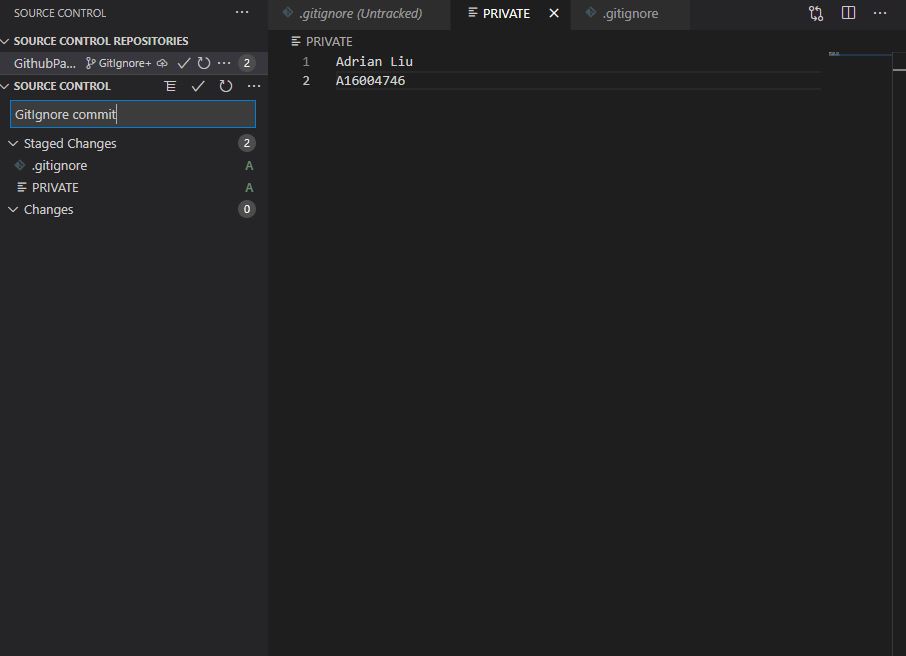 SOURCE CONTROL
SOURCE CONTROL REPOSITORIES
GithubPa... GitIgnore+ 2
SOURCE CONTROL
GitIgnore commit
Staged Changes 2
.gitignore A
PRIVATE A
Changes 0
.gitignore (Untracked) PRIVATE .gitignore
PRIVATE
1 Adrian Liu
2 A16004746